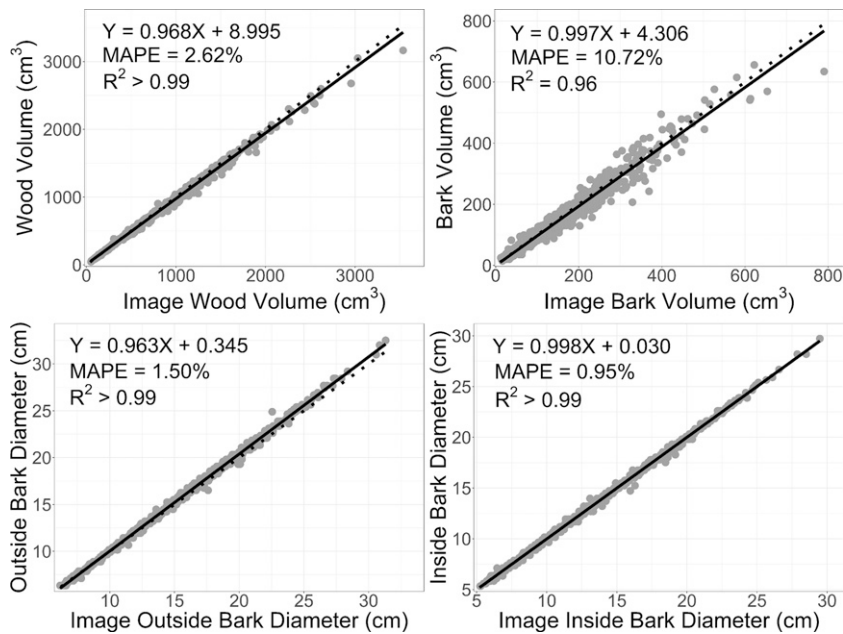 Y = 0.968X + 8.995
MAPE = 2.62%
R² > 0.99
Wood Volume (cm³)
3000
2000
1000
0
0 1000 2000 3000
Image Wood Volume (cm³)
Y = 0.997X + 4.306
MAPE = 10.72%
R² = 0.96
Bark Volume (cm³)
800
600
400
200
0
0 200 400 600 800
Image Bark Volume (cm³)
Y = 0.963X + 0.345
MAPE = 1.50%
R² > 0.99
Outside Bark Diameter (cm)
30
25
20
15
10
10 15 20 25 30
Image Outside Bark Diameter (cm)
Y = 0.998X + 0.030
MAPE = 0.95%
R² > 0.99
Inside Bark Diameter (cm)
30
25
20
15
10
5
5 10 15 20 25 30
Image Inside Bark Diameter (cm)